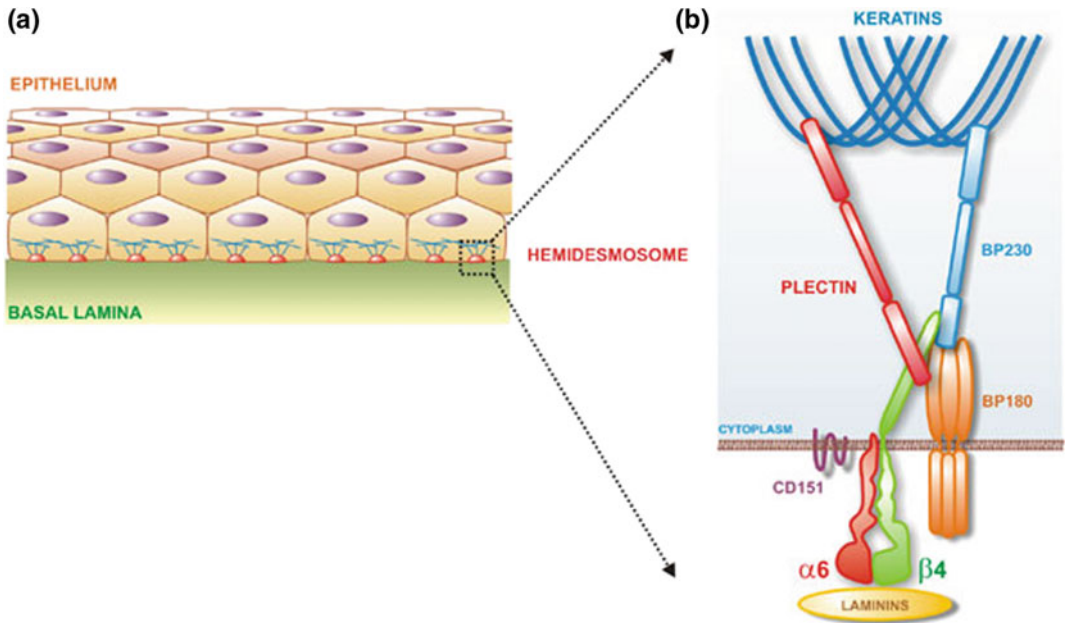 (a)
EPITHELIUM
HEMIDESMOSOME
BASAL LAMINA
(b)
KERATINS
BP230
PLECTIN
BP180
CYTOPLASM
CD151
α6
β4
LAMININS